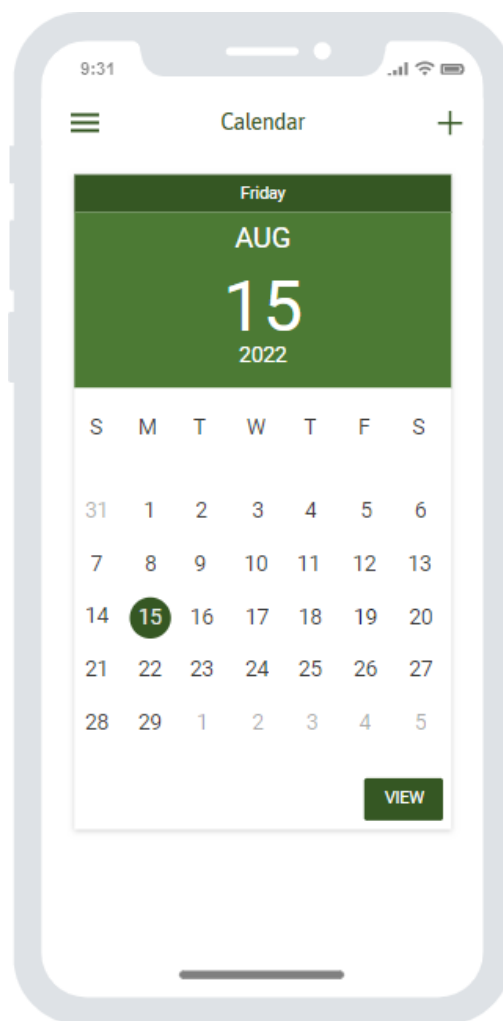 9:31
Calendar
Friday
AUG
15
2022
S M T W T F S
31 1 2 3 4 5 6
7 8 9 10 11 12 13
14 15 16 17 18 19 20
21 22 23 24 25 26 27
28 29 1 2 3 4 5
VIEW